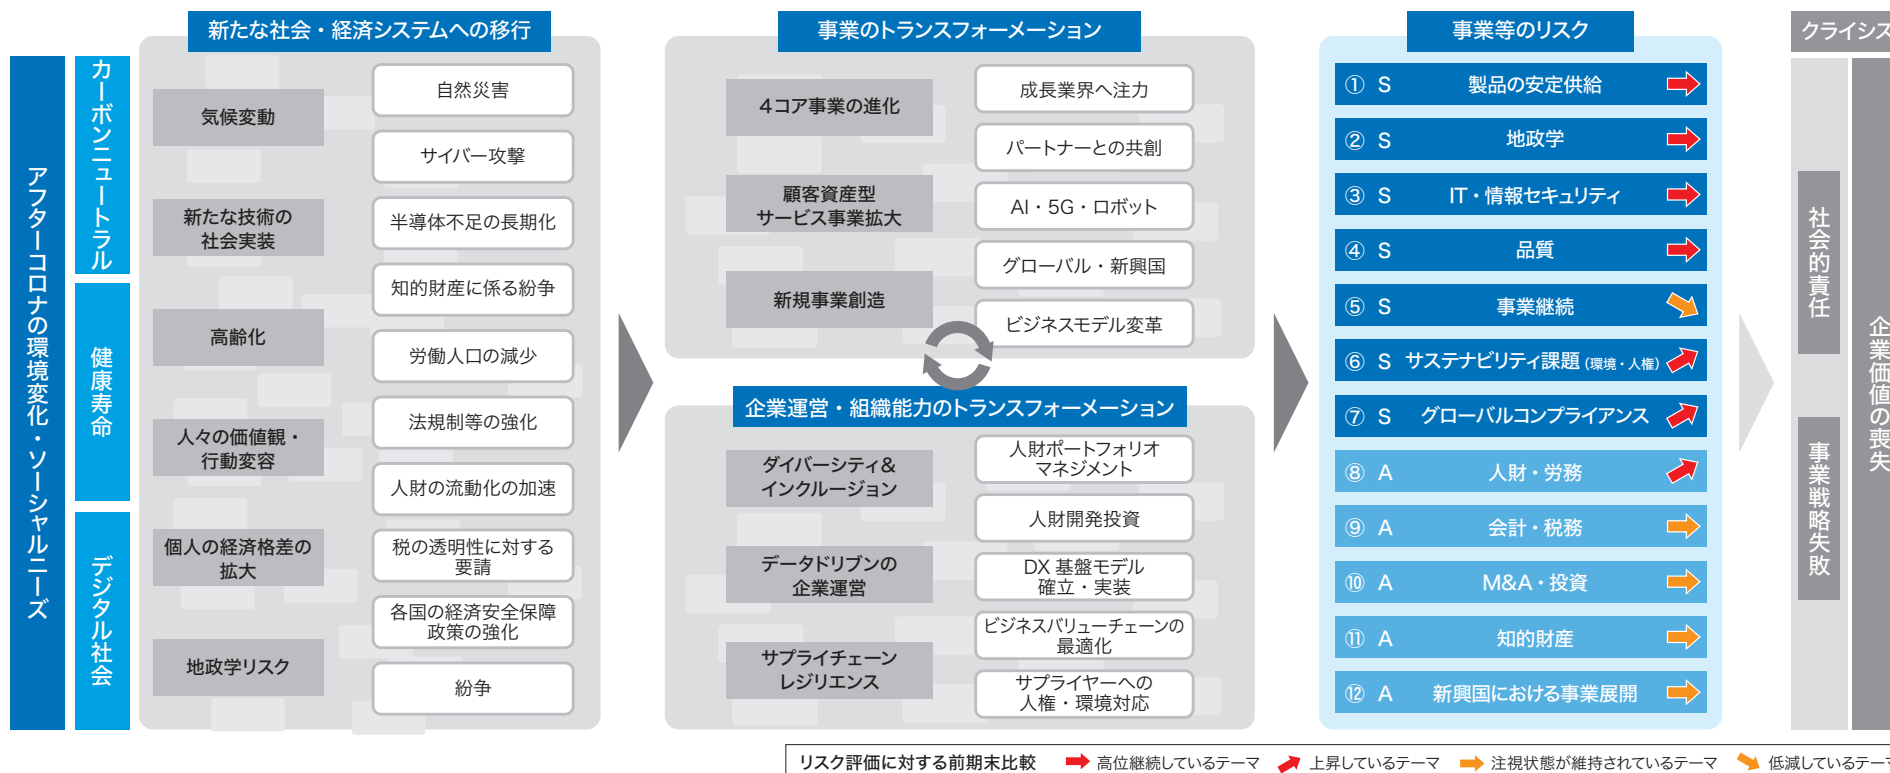 アフターコロナの環境変化・ソーシャルニーズ
カーボンニュートラル
健康寿命
デジタル社会
新たな社会・経済システムへの移行
気候変動
新たな技術の
社会実装
高齢化
人々の価値観・
行動変容
個人の経済格差の
拡大
地政学リスク
自然災害
サイバー攻撃
半導体不足の長期化
知的財産に係る紛争
労働人口の減少
法規制等の強化
人財の流動化の加速
税の透明性に対する
要請
各国の経済安全保障
政策の強化
紛争
事業のトランスフォーメーション
4コア事業の進化
顧客資産型
サービス事業拡大
新規事業創造
成長業界へ注力
パートナーとの共創
AI・5G・ロボット
グローバル・新興国
ビジネスモデル変革
企業運営・組織能力のトランスフォーメーション
ダイバーシティ&
インクルージョン
データドリブンの
企業運営
サプライチェーン
レジリエンス
人財ポートフォリオ
マネジメント
人財開発投資
DX 基盤モデル
確立・実装
ビジネスバリューチェーンの
最適化
サプライヤーへの
人権・環境対応
事業等のリスク
① S 製品の安定供給
② S 地政学
③ S IT・情報セキュリティ
④ S 品質
⑤ S 事業継続
⑥ S サステナビリティ課題(環境・人権)
⑦ S グローバルコンプライアンス
⑧ A 人財・労務
⑨ A 会計・税務
⑩ A M&A・投資
⑪ A 知的財産
⑫ A 新興国における事業展開
クライシス
社会的責任
事業戦略失敗
企業価値の喪失
リスク評価に対する前期末比較 高位継続しているテーマ 上昇しているテーマ 注視状態が維持されているテーマ 低減しているテーマ